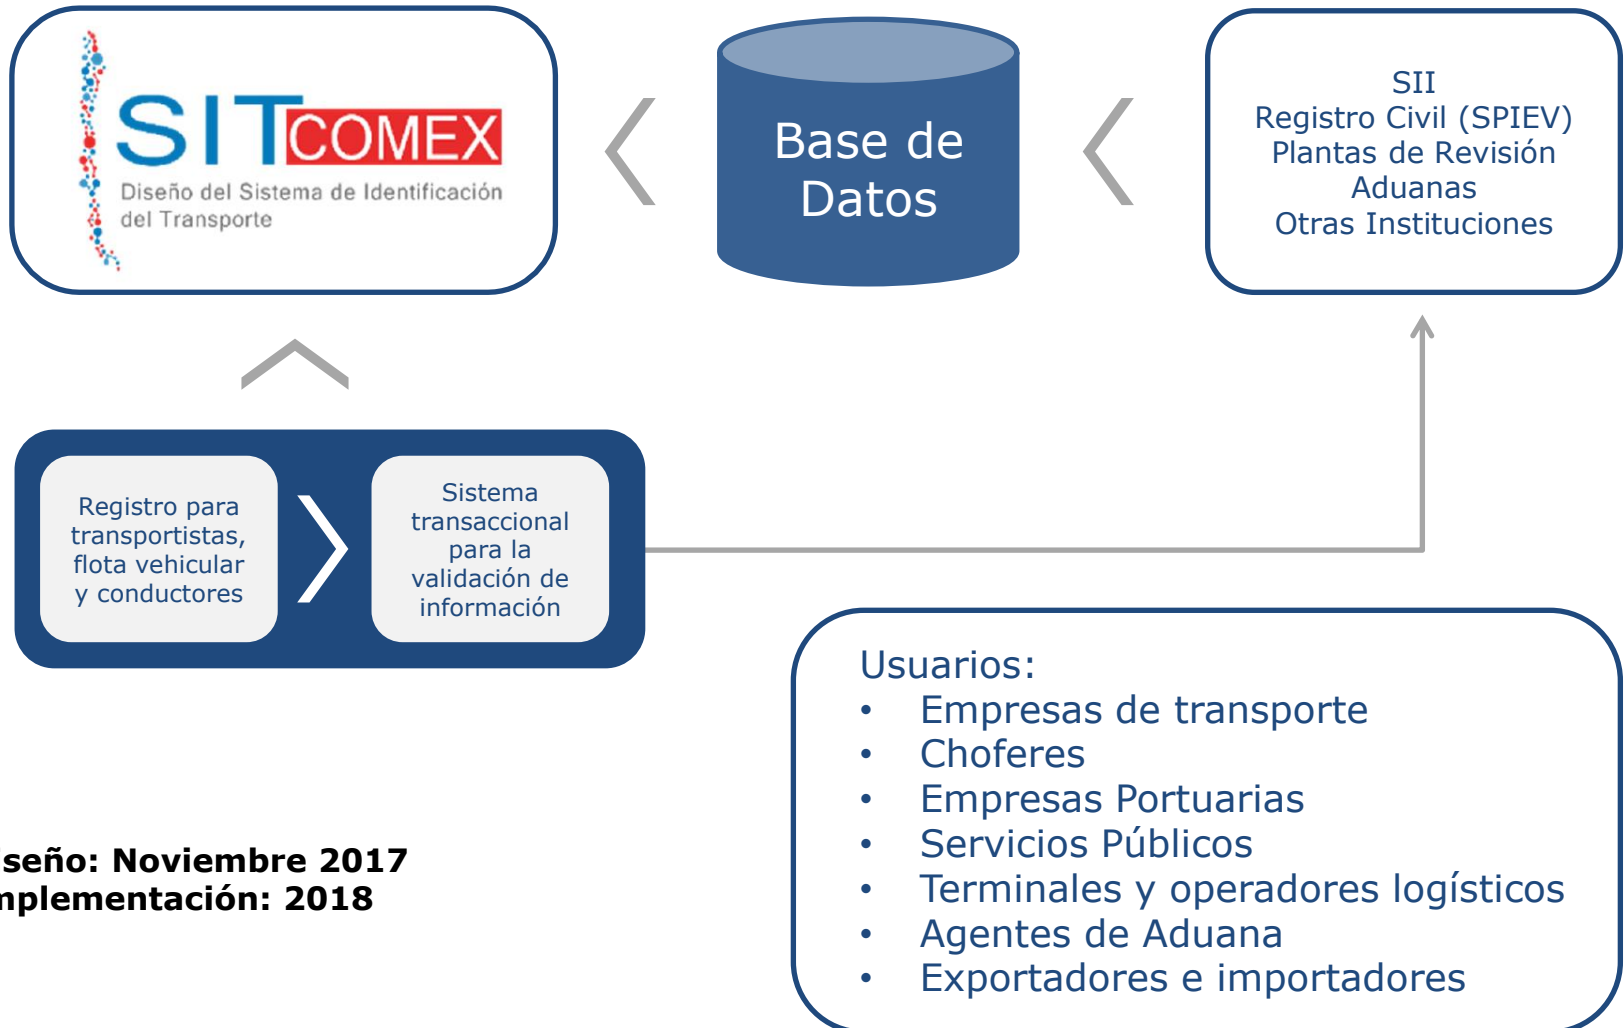 SITCOMEX
Diseño del Sistema de Identificación
del Transporte
Base de
Datos
SII
Registro Civil (SPIEV)
Plantas de Revisión
Aduanas
Otras Instituciones
Registro para
transportistas,
flota vehicular
y conductores
Sistema
transaccional
para la
validación de
información
Usuarios:
• Empresas de transporte
• Choferes
• Empresas Portuarias
• Servicios Públicos
• Terminales y operadores logísticos
• Agentes de Aduana
• Exportadores e importadores
iseño: Noviembre 2017
mplementación: 2018